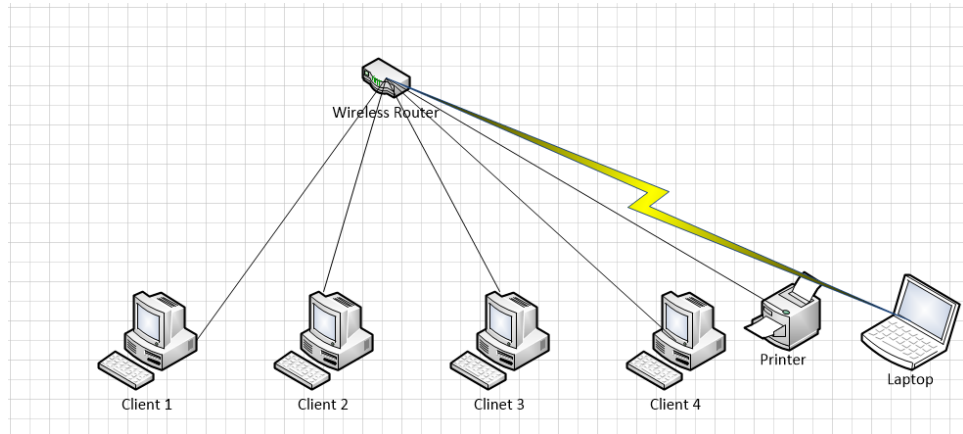 Wireless Router
Client 1
Client 2
Clinet 3
Client 4
Printer
Laptop